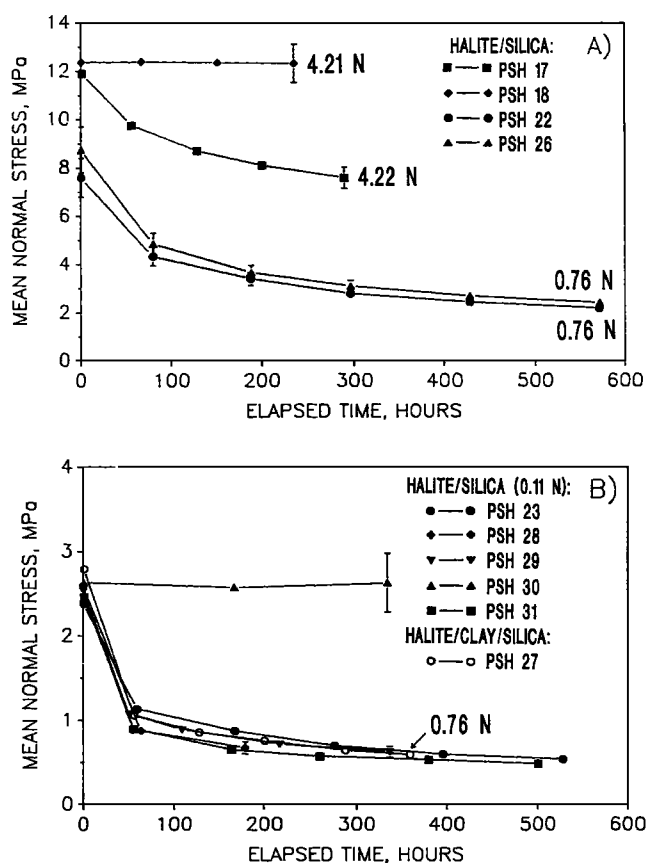 A)
MEAN NORMAL STRESS, MPa
14
12
10
8
6
4
2
0
0 100 200 300 400 500 600
ELAPSED TIME, HOURS
HALITE/SILICA:
PSH 17
PSH 18
PSH 22
PSH 26
4.21 N
4.22 N
0.76 N
0.76 N
B)
MEAN NORMAL STRESS, MPa
4
3
2
1
0
0 100 200 300 400 500 600
ELAPSED TIME, HOURS
HALITE/SILICA (0.11 N):
PSH 23
PSH 28
PSH 29
PSH 30
PSH 31
HALITE/CLAY/SILICA:
PSH 27
0.76 N